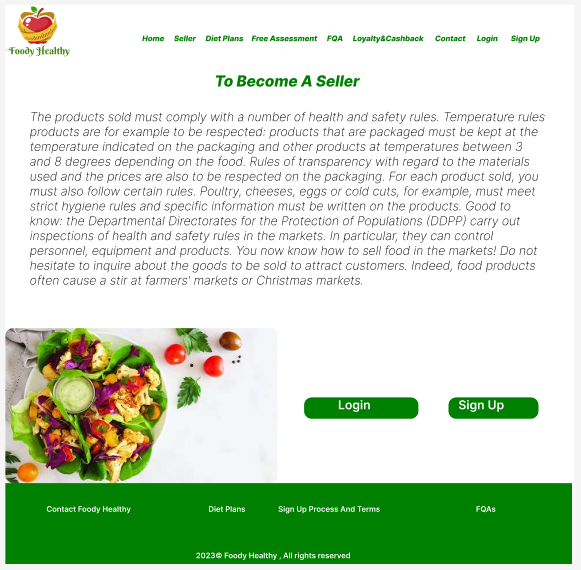 Foody Healthy
Home Seller Diet Plans Free Assessment FQA Loyalty&Cashback Contact Login Sign Up
To Become A Seller
The products sold must comply with a number of health and safety rules. Temperature rules
products are for example to be respected: products that are packaged must be kept at the
temperature indicated on the packaging and other products at temperatures between 3
and 8 degrees depending on the food. Rules of transparency with regard to the materials
used and the prices are also to be respected on the packaging. For each product sold, you
must also follow certain rules. Poultry, cheeses, eggs or cold cuts, for example, must meet
strict hygiene rules and specific information must be written on the products. Good to
know: the Departmental Directorates for the Protection of Populations (DDPP) carry out
inspections of health and safety rules in the markets. In particular, they can control
personnel, equipment and products. You now know how to sell food in the markets! Do not
hesitate to inquire about the goods to be sold to attract customers. Indeed, food products
often cause a stir at farmers' markets or Christmas markets.
Login Sign Up
Contact Foody Healthy Diet Plans Sign Up Process And Terms FAQs
2023© Foody Healthy , All rights reserved